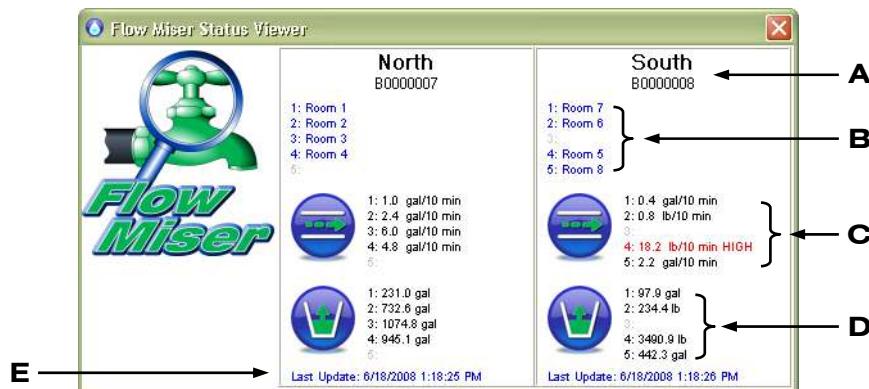 Flow Miser Status Viewer
Flow
Miser
North
B0000007
1: Room 1
2: Room 2
3: Room 3
4: Room 4
5:
1: 1.0 gal/10 min
2: 2.4 gal/10 min
3: 6.0 gal/10 min
4: 4.8 gal/10 min
5:
1: 231.0 gal
2: 732.6 gal
3: 1074.8 gal
4: 945.1 gal
5:
Last Update: 6/18/2008 1:18:25 PM
South
B0000008
1: Room 7
2: Room 6
3:
4: Room 5
5: Room 8
1: 0.4 gal/10 min
2: 0.8 lb/10 min
3:
4: 18.2 lb/10 min HIGH
5: 2.2 gal/10 min
1: 97.9 gal
2: 234.4 lb
3:
4: 3490.9 lb
5: 442.3 gal
Last Update: 6/18/2008 1:18:26 PM
A
B
C
D
E